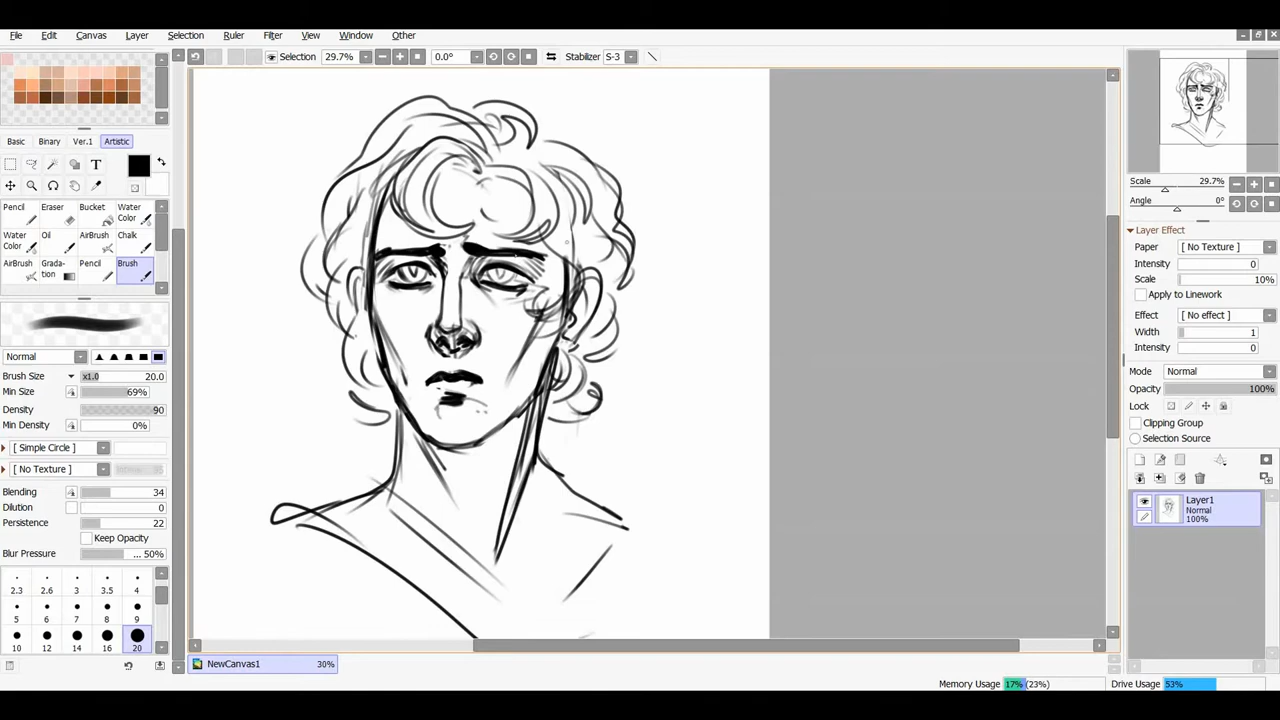 File Edit Canvas Layer Selection Ruler Filter View Window Other
Selection 29.7% 0.0° Stabilizer S-3
Basic Binary Ver.1 Artistic
T
Pencil Eraser Bucket Water Color
Water Color Oil AirBrush Chalk
AirBrush Grada-tion Pencil Brush
Normal
Brush Size x1.0 20.0
Min Size 69%
Density 90
Min Density 0%
[ Simple Circle ]
[ No Texture ]
Blending 34
Dilution 0
Persistence 22
Keep Opacity
Blur Pressure ... 50%
2.3 2.6 3 3.5 4
5 6 7 8 9
10 12 14 16 20
NewCanvas1 30%
Scale 29.7%
Angle 0°
Layer Effect
Paper [ No Texture ]
Intensity 0
Scale 10%
Apply to Linework
Effect [ No effect ]
Width 1
Intensity 0
Mode Normal
Opacity 100%
Lock
Clipping Group
Selection Source
Layer1
Normal
100%
Memory Usage 17% (23%) Drive Usage 53%